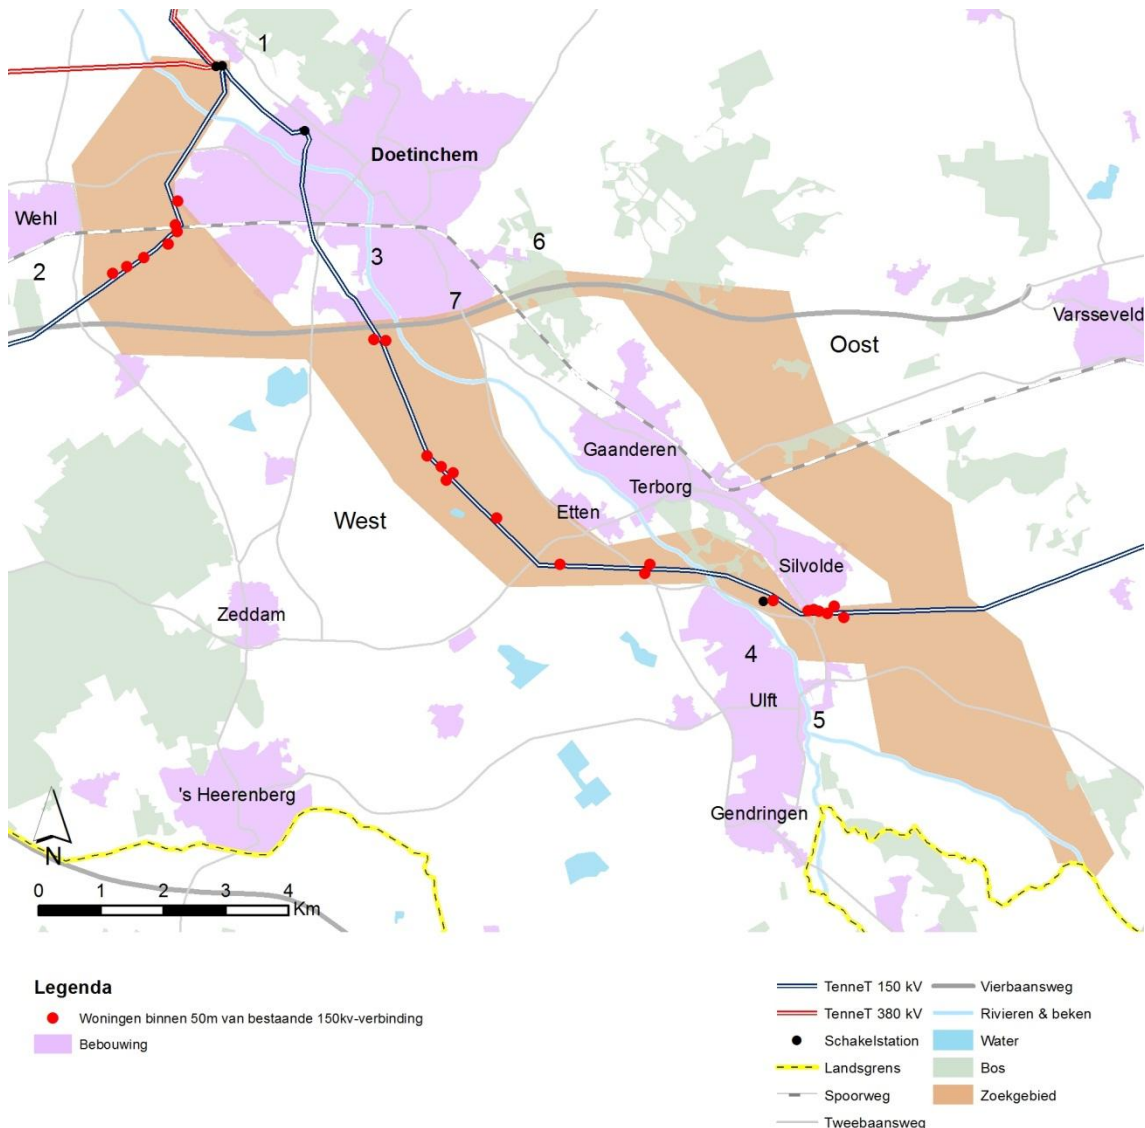 1
Doetinchem
Wehl
6
2
3
7
Varsseveld
Oost
Gaanderen
Terborg
Etten
West
Silvolde
Zeddam
4
Ulft
5
's Heerenberg
Gendringen
N
0 1 2 3 4
Km
Legenda
Woningen binnen 50m van bestaande 150kv-verbinding
Bebouwing
TenneT 150 kV
TenneT 380 kV
Schakelstation
Landsgrens
Spoorweg
Tweebaansweg
Vierbaansweg
Rivieren & beken
Water
Bos
Zoekgebied